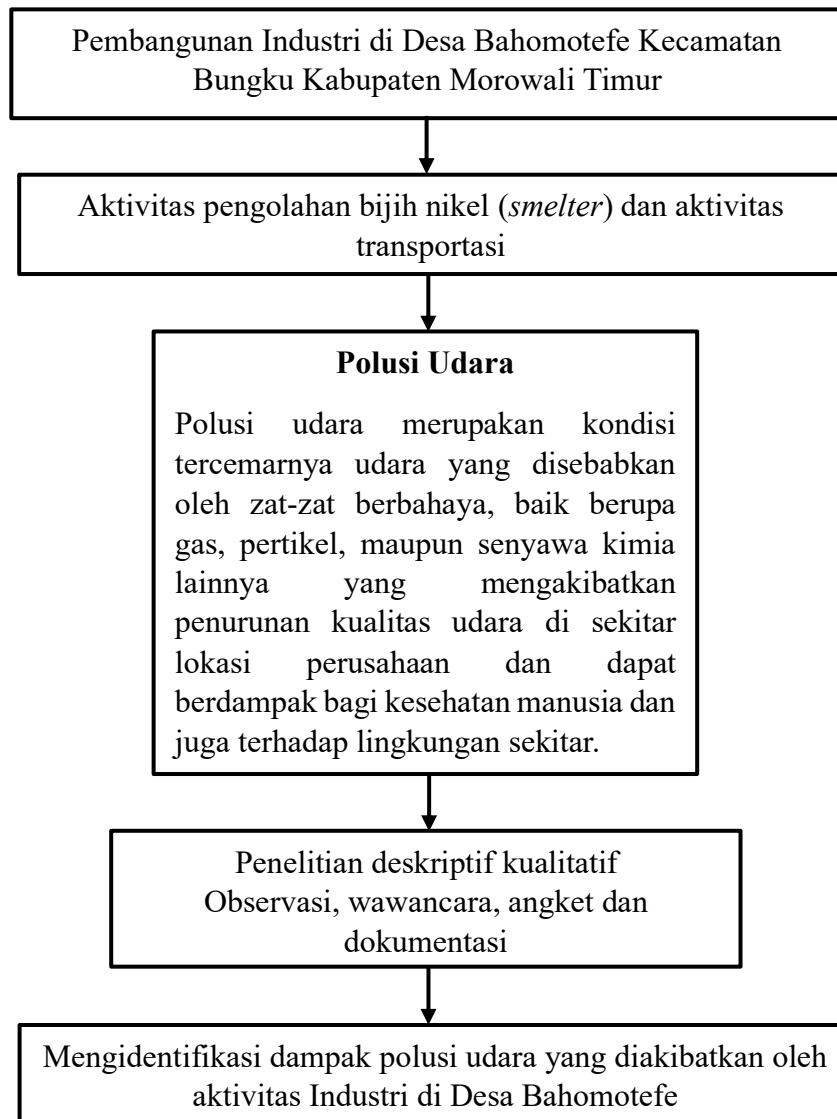 Pembangunan Industri di Desa Bahomotefe Kecamatan
Bungku Kabupaten Morowali Timur
Aktivitas pengolahan bijih nikel (smelter) dan aktivitas
transportasi
Polusi Udara
Polusi udara merupakan kondisi
tercemarnya udara yang disebabkan
oleh zat-zat berbahaya, baik berupa
gas, pertikel, maupun senyawa kimia
lainnya yang mengakibatkan
penurunan kualitas udara di sekitar
lokasi perusahaan dan dapat
berdampak bagi kesehatan manusia dan
juga terhadap lingkungan sekitar.
Penelitian deskriptif kualitatif
Observasi, wawancara, angket dan
dokumentasi
Mengidentifikasi dampak polusi udara yang diakibatkan oleh
aktivitas Industri di Desa Bahomotefe